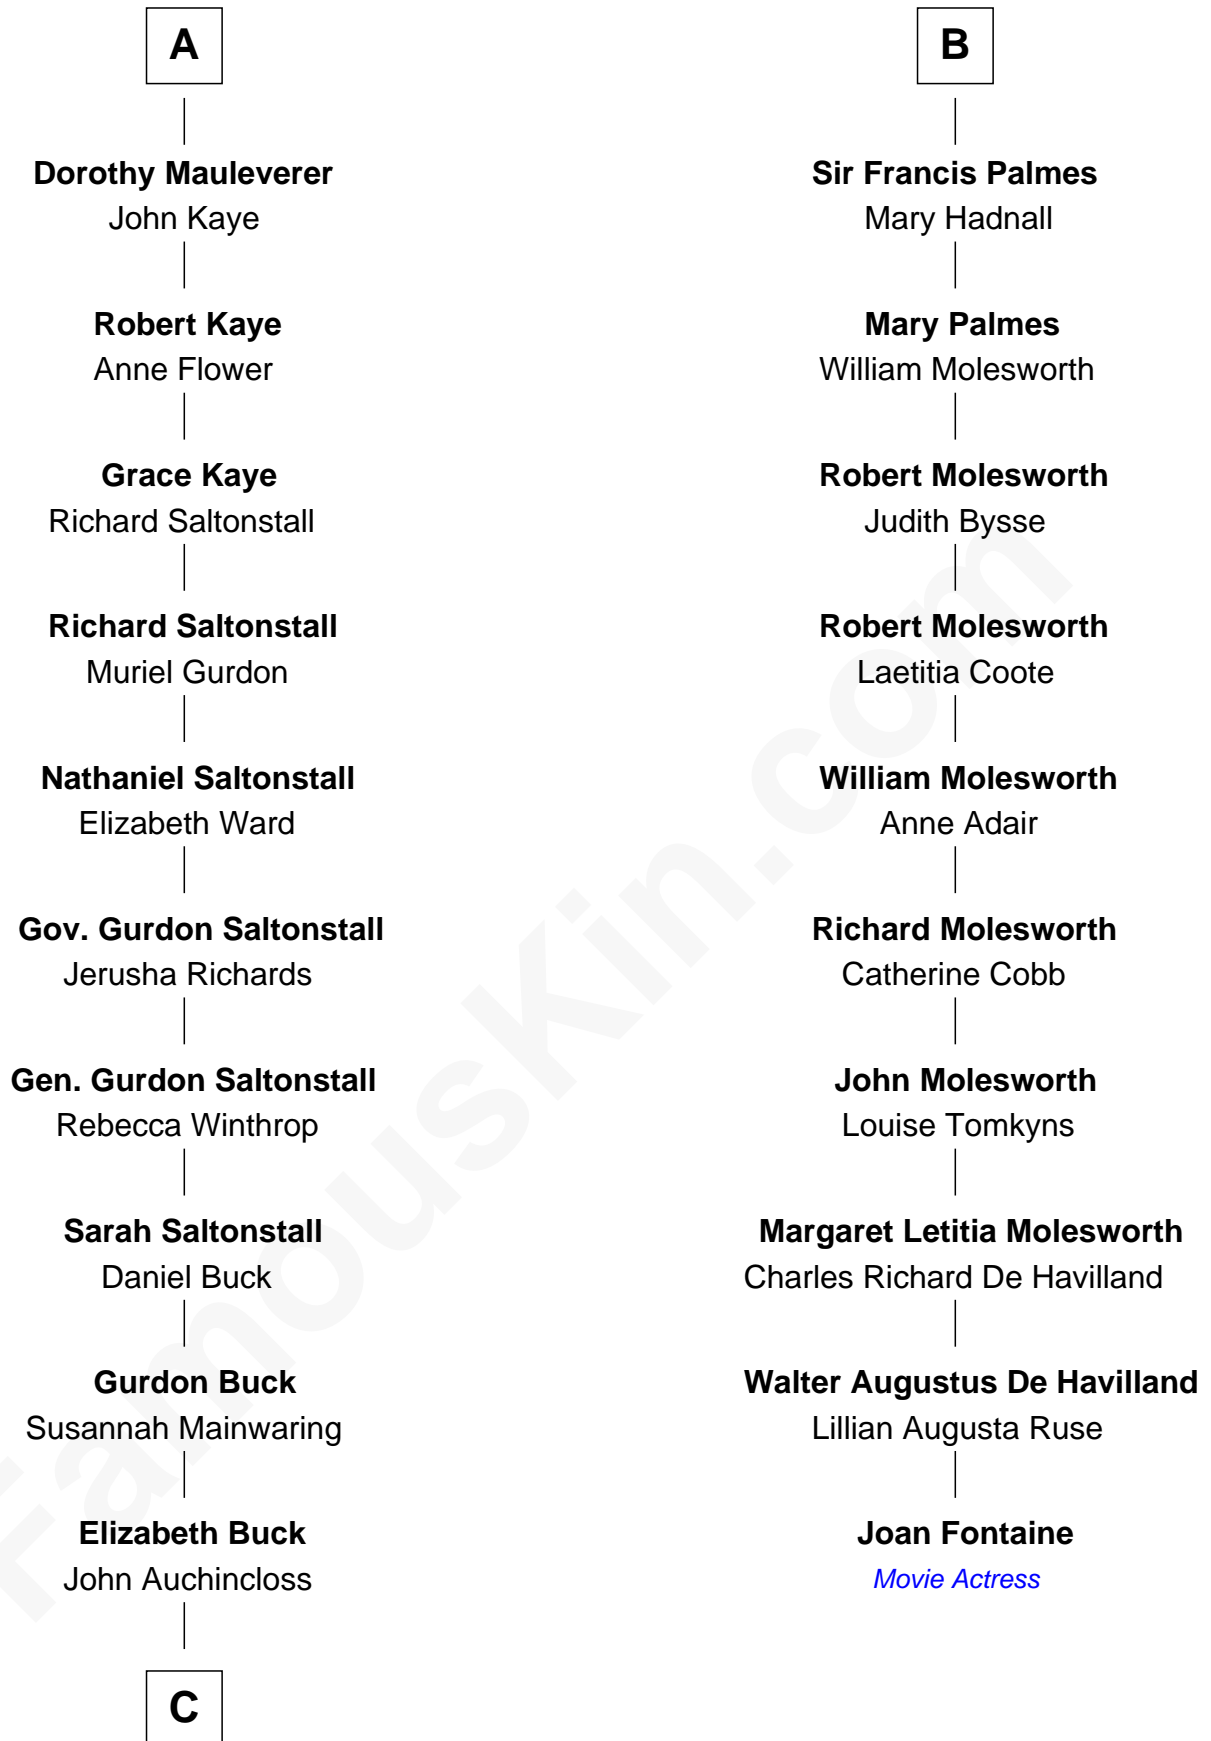 A
Dorothy Mauleverer
John Kaye
Robert Kaye
Anne Flower
Grace Kaye
Richard Saltonstall
Richard Saltonstall
Muriel Gurdon
Nathaniel Saltonstall
Elizabeth Ward
Gov. Gurdon Saltonstall
Jerusha Richards
Gen. Gurdon Saltonstall
Rebecca Winthrop
Sarah Saltonstall
Daniel Buck
Gurdon Buck
Susannah Mainwaring
Elizabeth Buck
John Auchincloss
C
B
Sir Francis Palmes
Mary Hadnall
Mary Palmes
William Molesworth
Robert Molesworth
Judith Bysse
Robert Molesworth
Laetitia Coote
William Molesworth
Anne Adair
Richard Molesworth
Catherine Cobb
John Molesworth
Louise Tomkyns
Margaret Letitia Molesworth
Charles Richard De Havilland
Walter Augustus De Havilland
Lillian Augusta Ruse
Joan Fontaine
Movie Actress
FamousKin.com